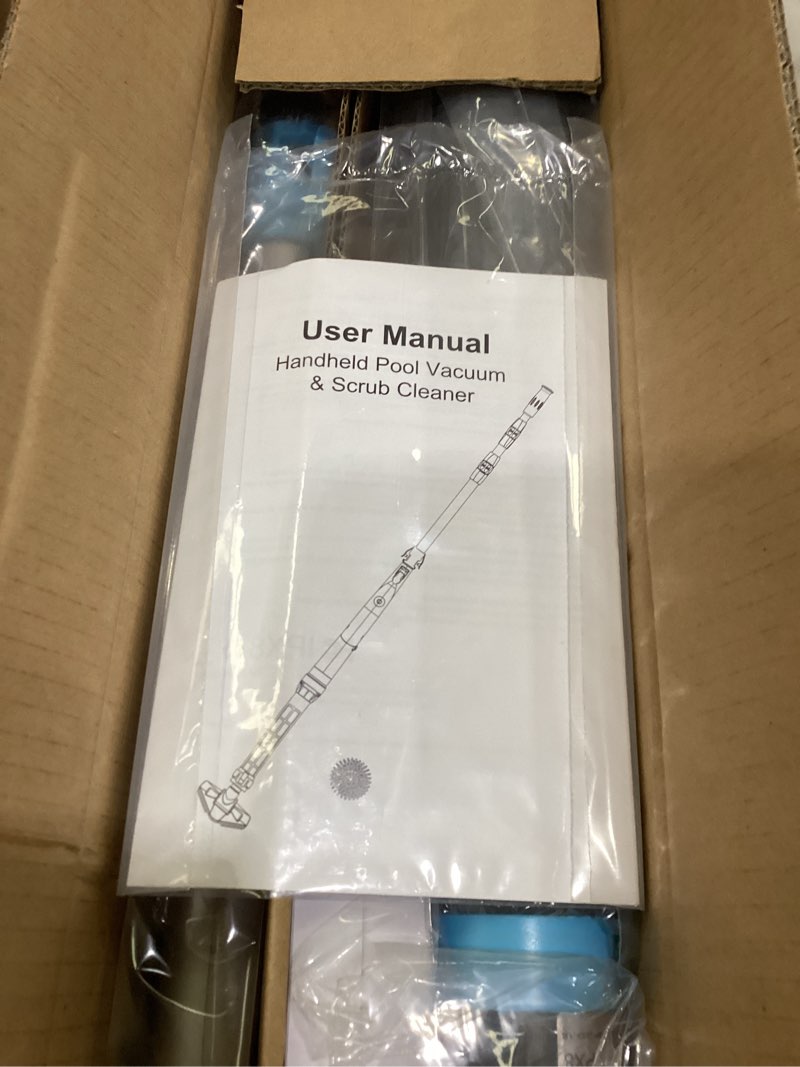 User Manual
Handheld Pool Vacuum
& Scrub Cleaner